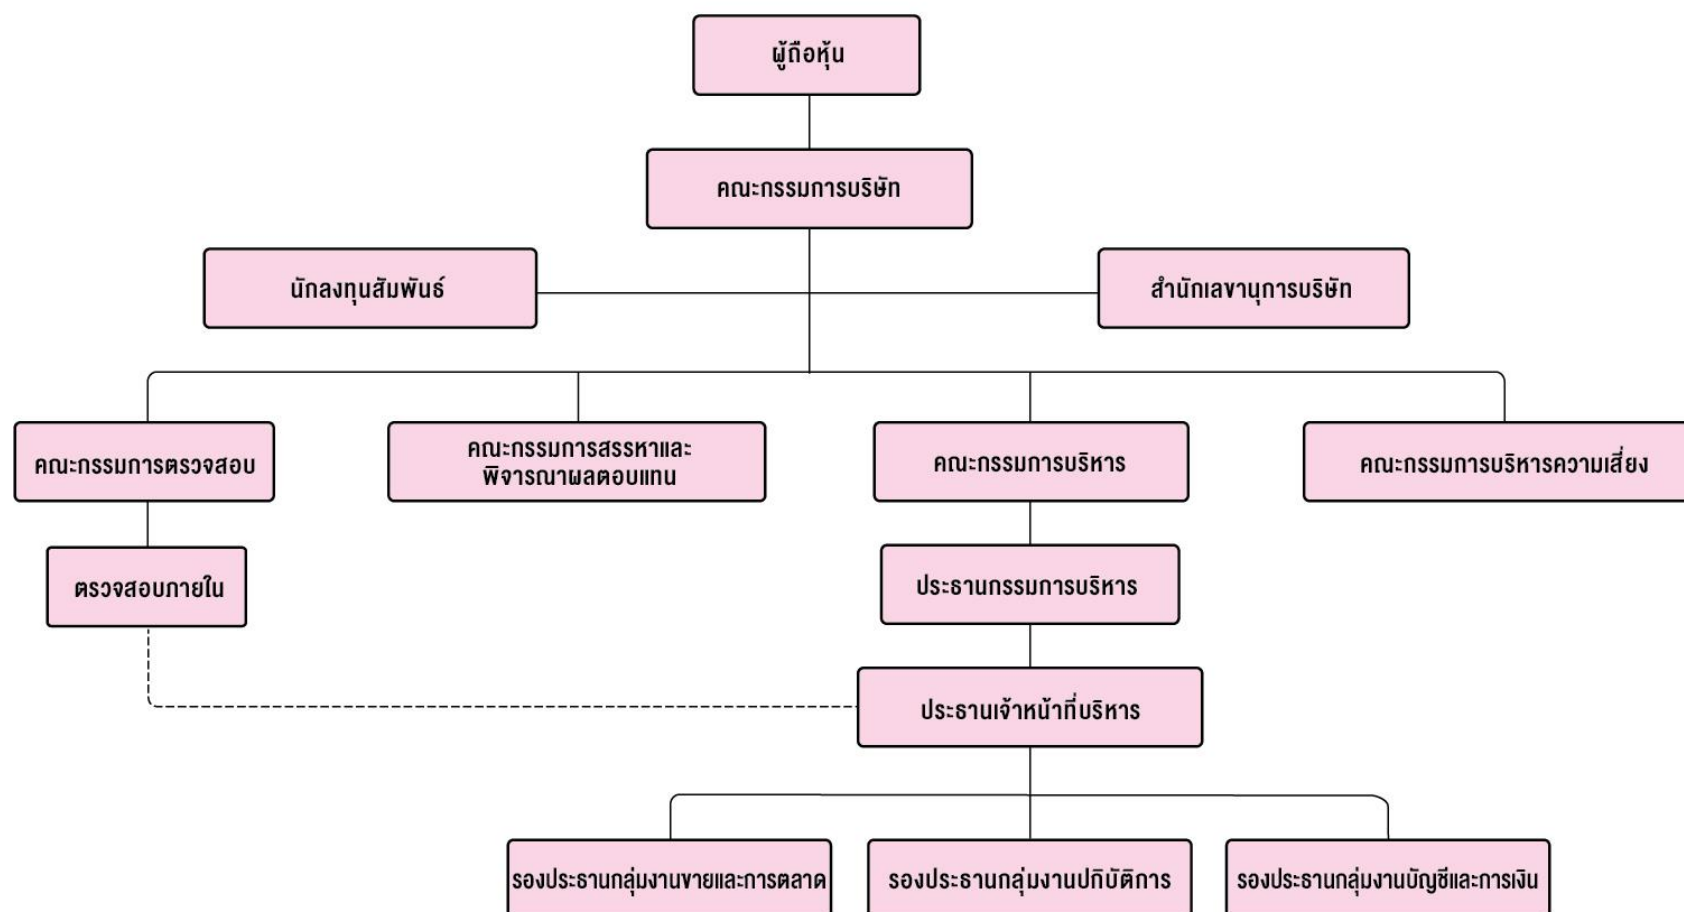 ผู้ถือหุ้น
คณะกรรมการบริษัท
นักลงทุนสัมพันธ์
สำนักเลขานุการบริษัท
คณะกรรมการตรวจสอบ
คณะกรรมการสรรหาและ
พิจารณาผลตอบแทน
คณะกรรมการบริหาร
คณะกรรมการบริหารความเสี่ยง
ตรวจสอบภายใน
ประธานกรรมการบริหาร
ประธานเจ้าหน้าที่บริหาร
รองประธานกลุ่มงานขายและการตลาด
รองประธานกลุ่มงานปฏิบัติการ
รองประธานกลุ่มงานบัญชีและการเงิน